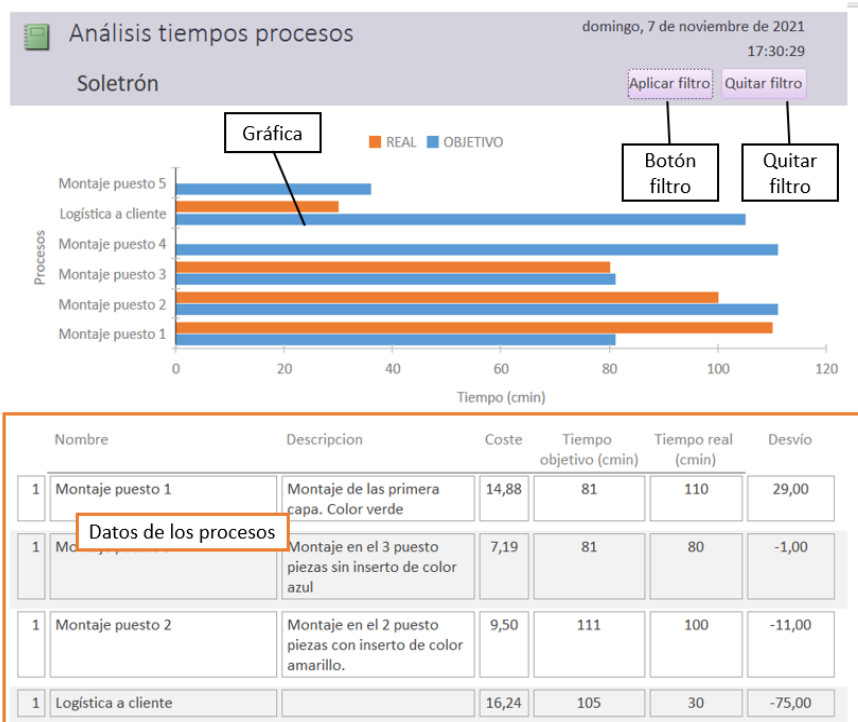 Análisis tiempos procesos
domingo, 7 de noviembre de 2021
17:30:29
Soletrón
Aplicar filtro
Quitar filtro
Gráfica
REAL
OBJETIVO
Botón
filtro
Quitar
filtro
Procesos
Montaje puesto 5
Logística a cliente
Montaje puesto 4
Montaje puesto 3
Montaje puesto 2
Montaje puesto 1
0 20 40 60 80 100 120
Tiempo (cmin)
Nombre Descripcion Coste Tiempo Tiempo real Desvío
objetivo (cmin) (cmin)
1 Montaje puesto 1 Montaje de las primera 14,88 81 110 29,00
capa. Color verde
Datos de los procesos
1 Montaje en el 3 puesto 7,19 81 80 -1,00
piezas sin inserto de color
azul
1 Montaje puesto 2 Montaje en el 2 puesto 9,50 111 100 -11,00
piezas con inserto de color
amarillo.
1 Logística a cliente 16,24 105 30 -75,00